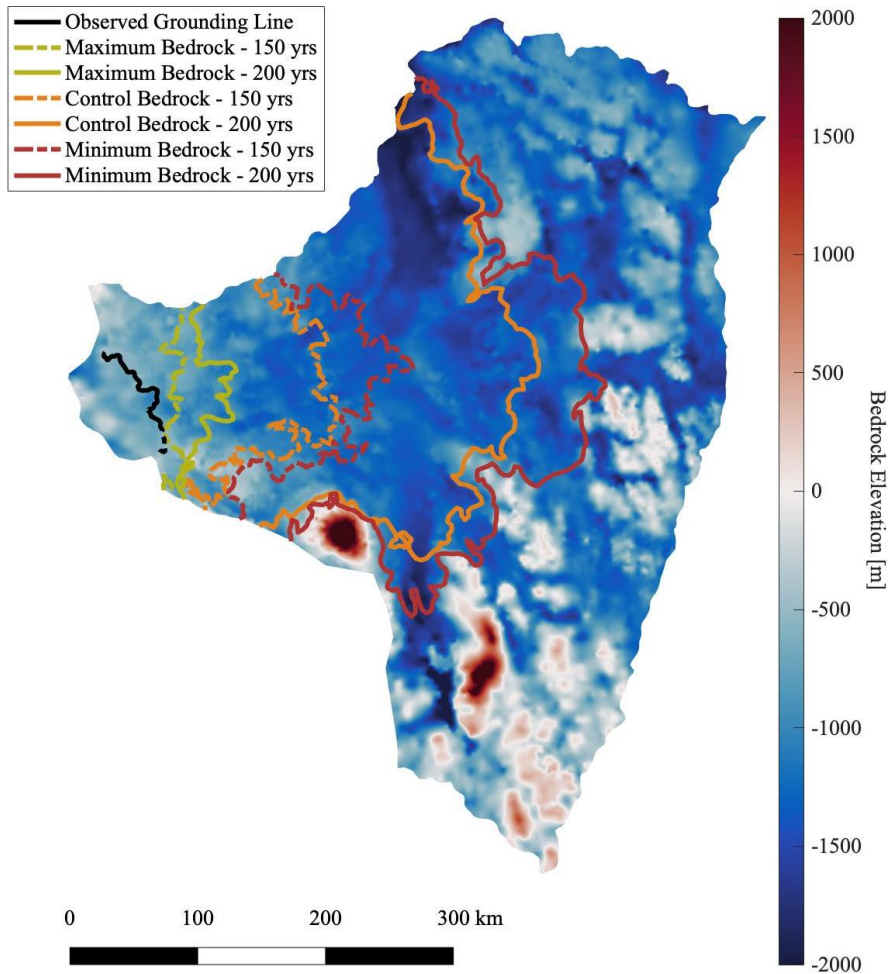 Observed Grounding Line
Maximum Bedrock - 150 yrs
Maximum Bedrock - 200 yrs
Control Bedrock - 150 yrs
Control Bedrock - 200 yrs
Minimum Bedrock - 150 yrs
Minimum Bedrock - 200 yrs
2000
1500
1000
500
0
-500
-1000
-1500
-2000
Bedrock Elevation [m]
0 100 200 300 km